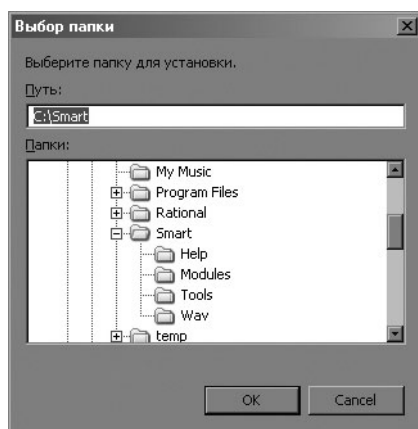 Выбор папки
Выберите папку для установки.
Путь:
C:\Smart
Папки:
My Music
Program Files
Rational
Smart
Help
Modules
Tools
Wav
temp
OK
Cancel